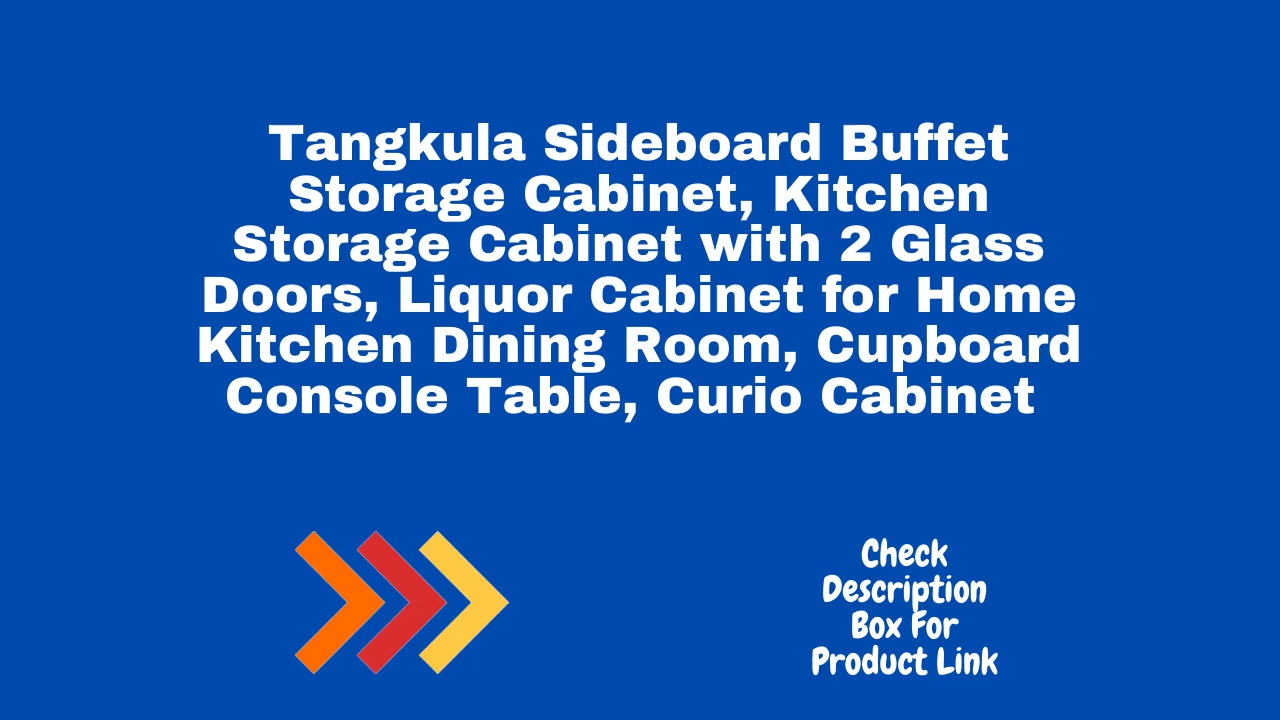 Tangkula Sideboard Buffet
Storage Cabinet, Kitchen
Storage Cabinet with 2 Glass
Doors, Liquor Cabinet for Home
Kitchen Dining Room, Cupboard
Console Table, Curio Cabinet
Check
Description
Box For
Product Link